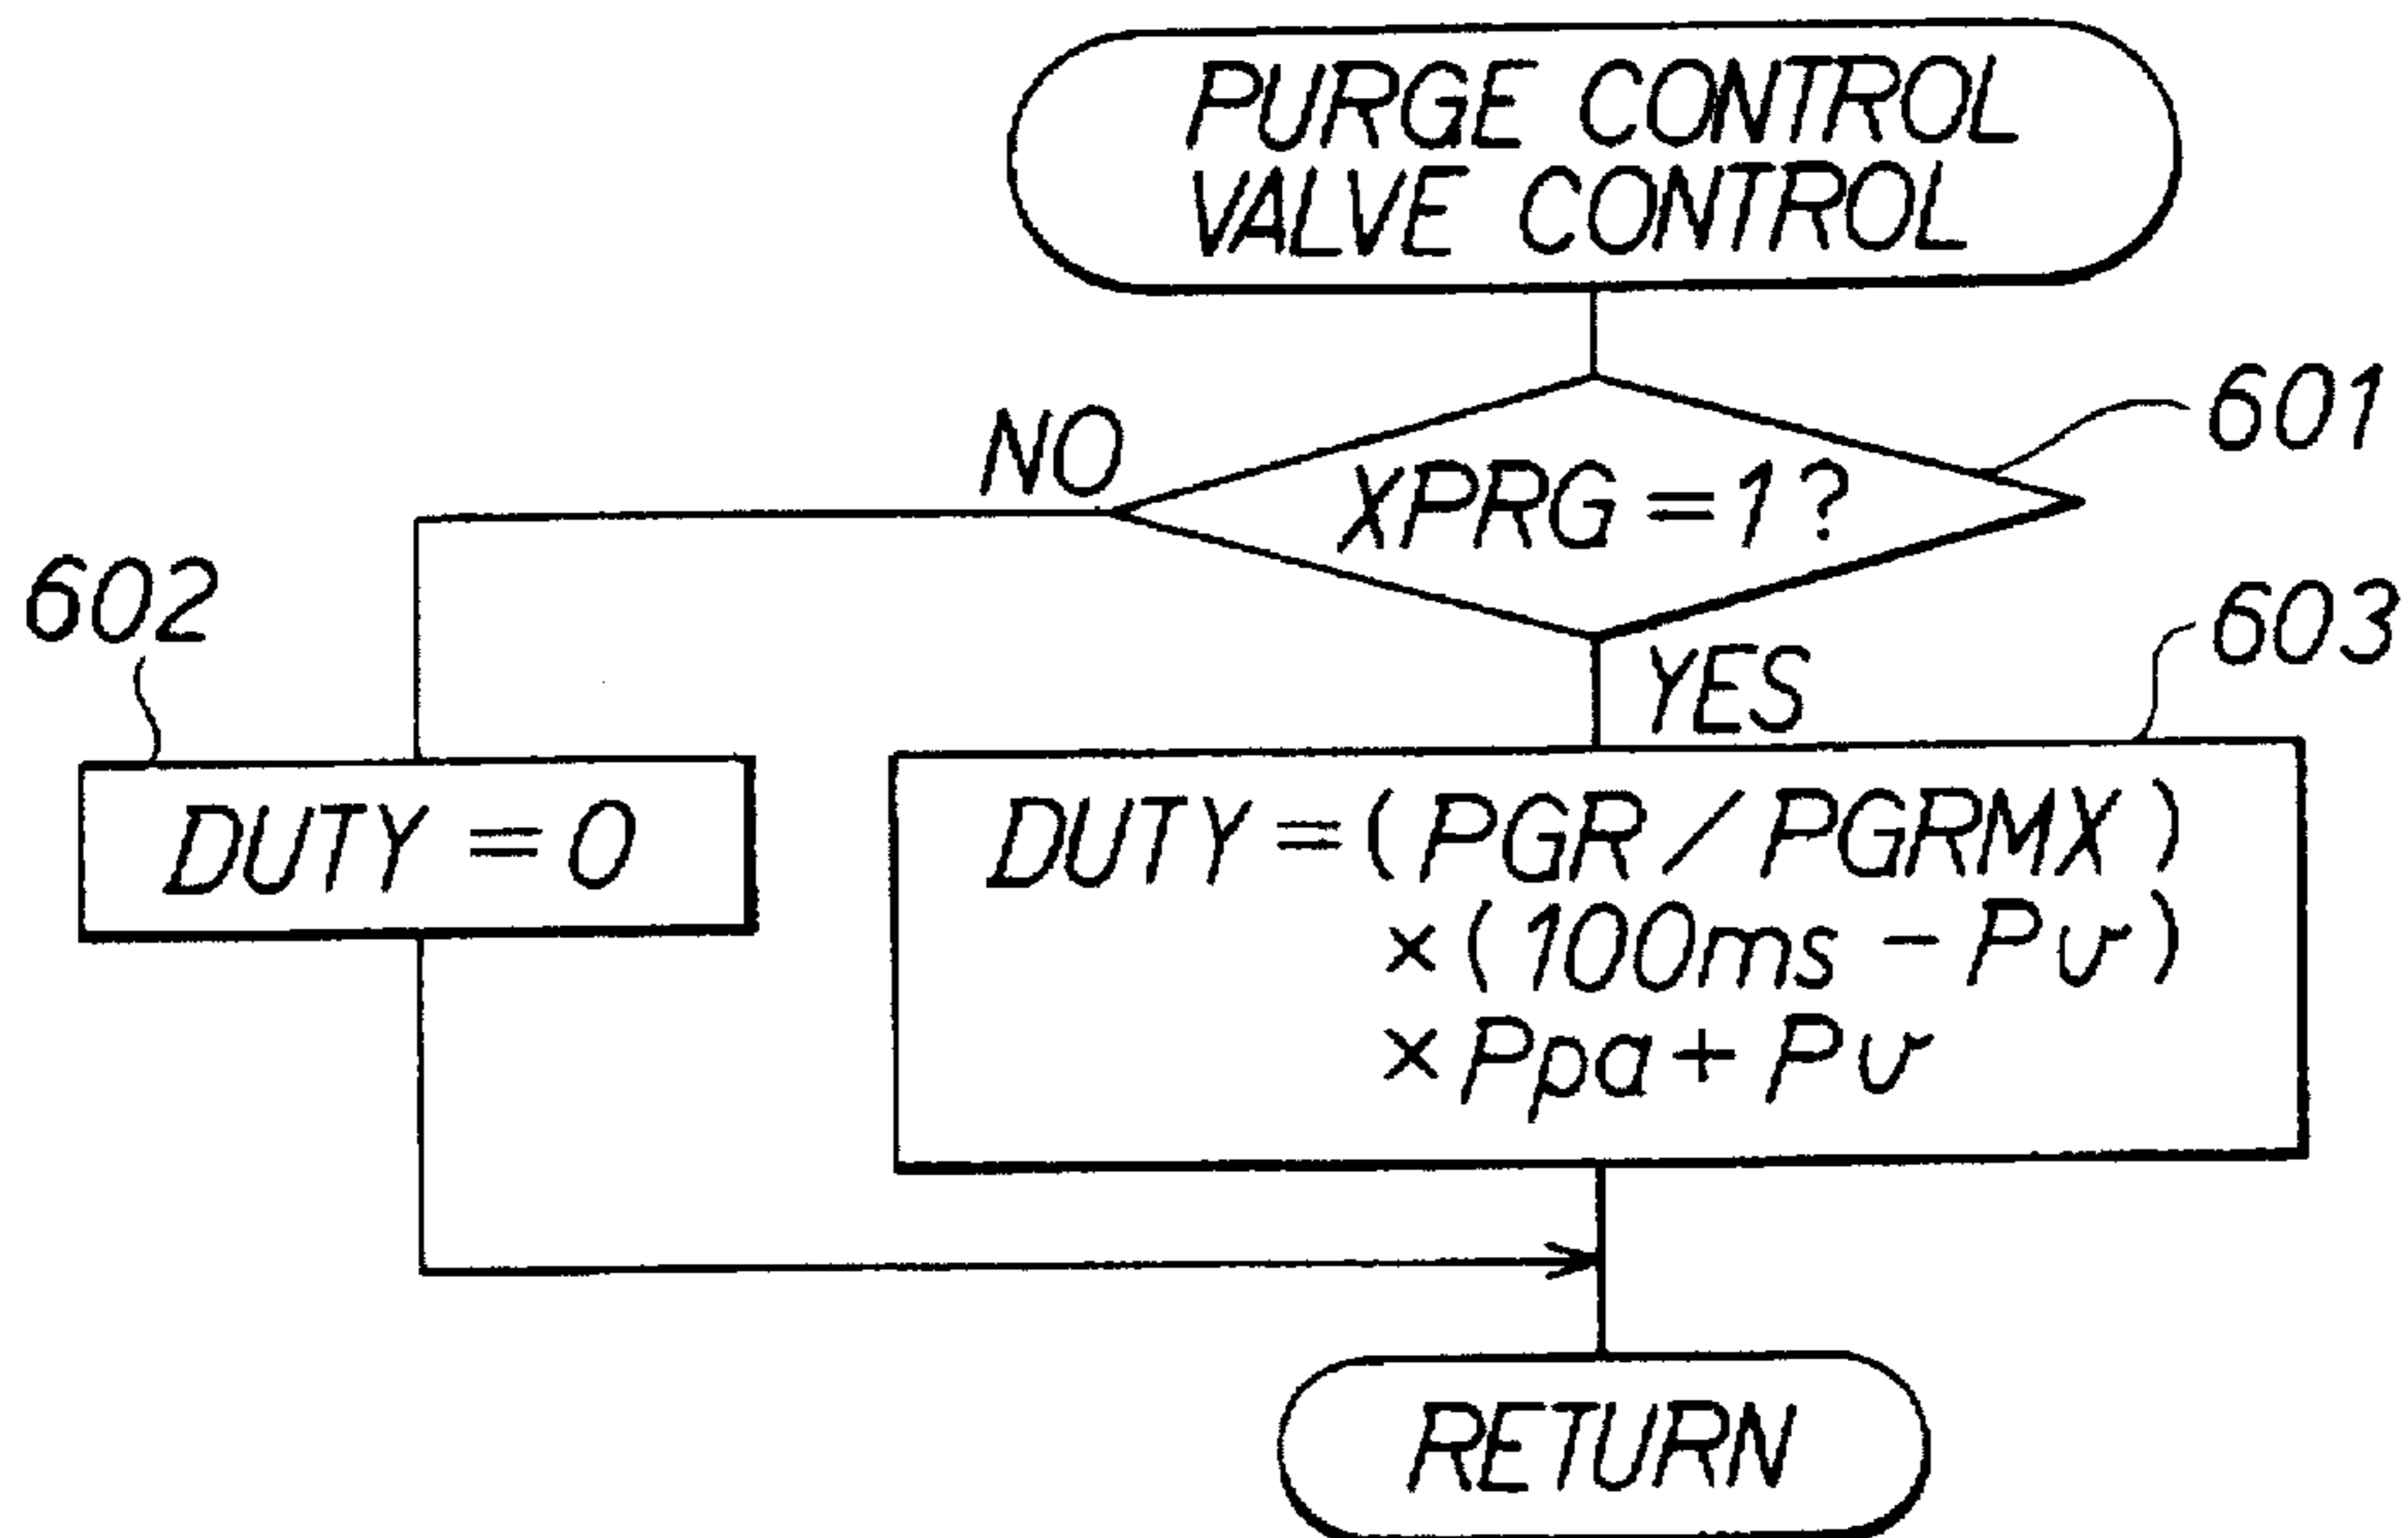 PURGE CONTROL
VALVE CONTROL
601
NO
XPRG=1?
602
603
YES
DUTY=0
DUTY=(PGR/PGRMX)
×(100ms-Pv)
×Ppa+Pv
RETURN